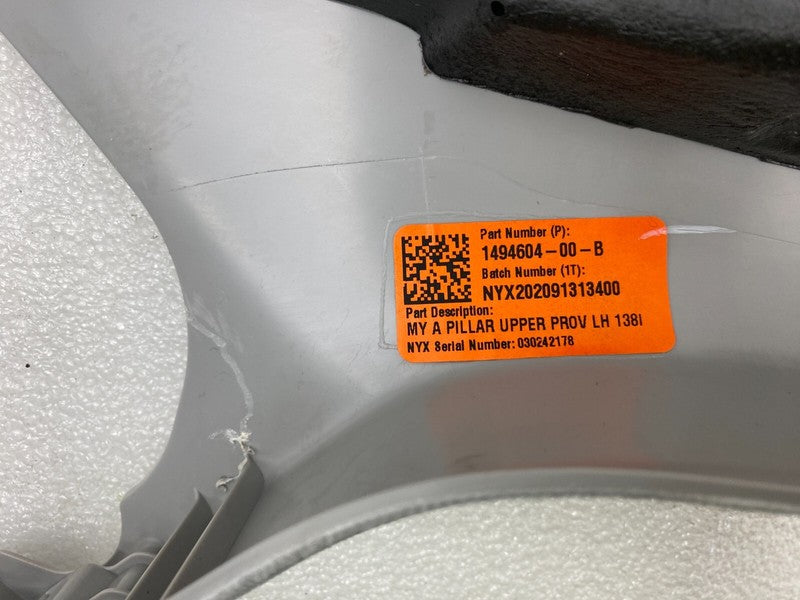 Part Number (P):
1494604-00-B
Batch Number (1T):
NYX202091313400
Part Description:
MY A PILLAR UPPER PROV LH 138I
NYX Serial Number: 030242178